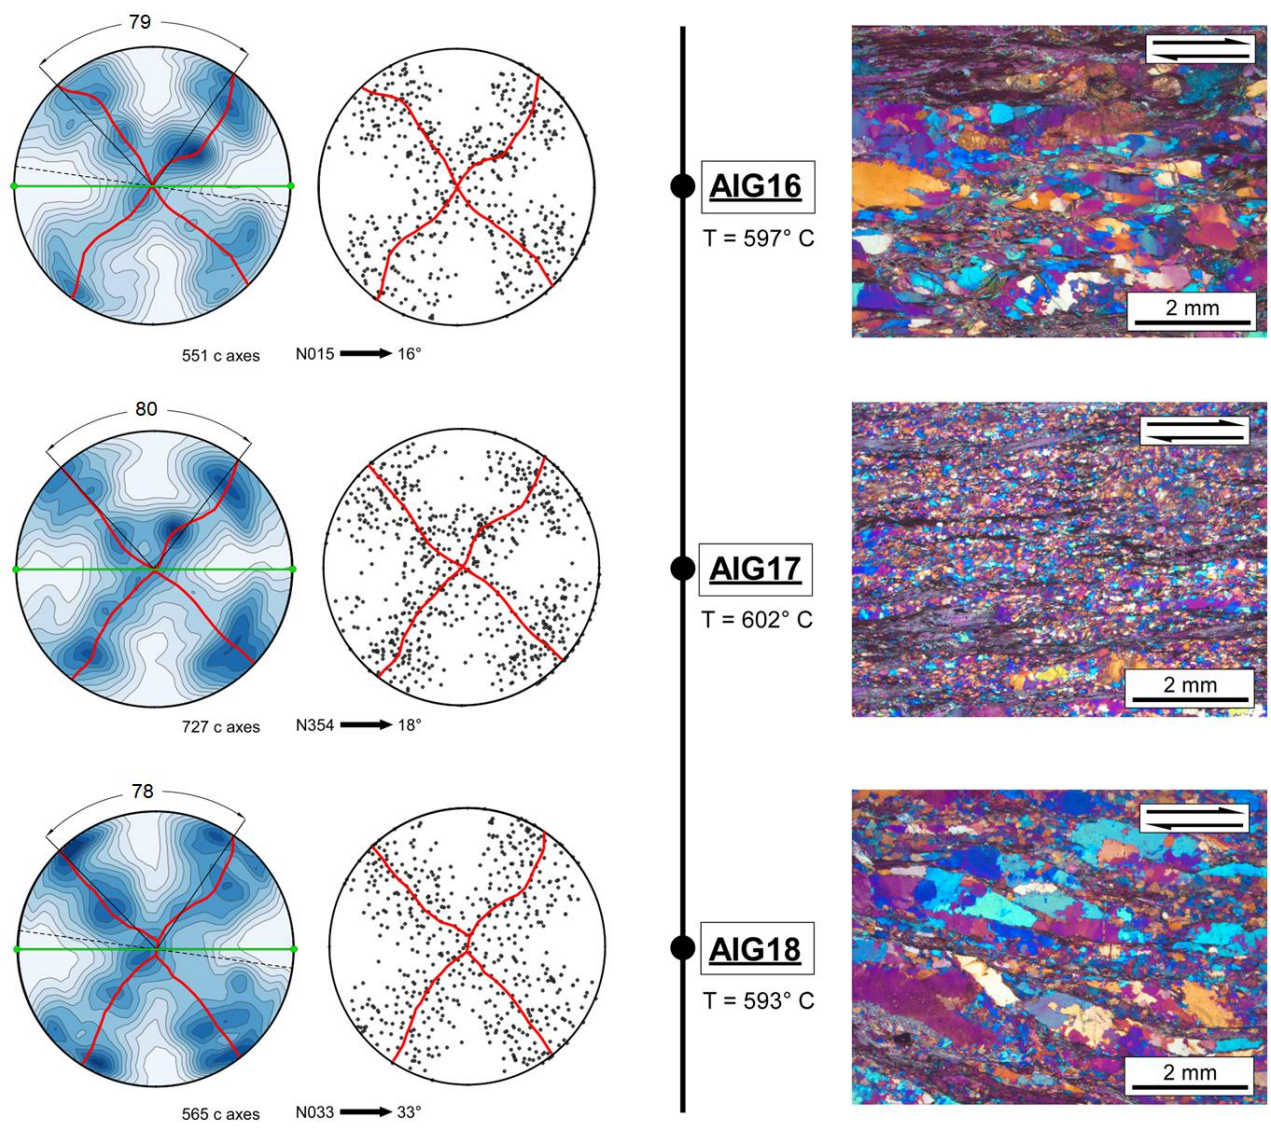 79
551 c axes
N015 16°
AIG16
T = 597° C
2 mm
80
727 c axes
N354 18°
AIG17
T = 602° C
2 mm
78
565 c axes
N033 33°
AIG18
T = 593° C
2 mm